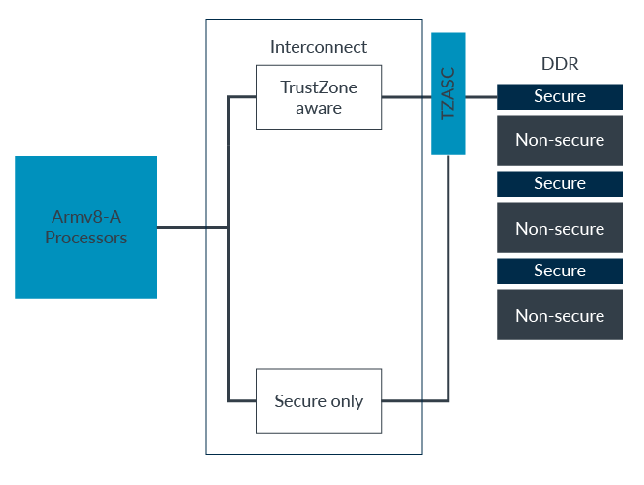 Interconnect
TrustZone
aware
TZASC
DDR
Secure
Non-secure
Secure
Non-secure
Secure
Non-secure
Armv8-A
Processors
Secure only